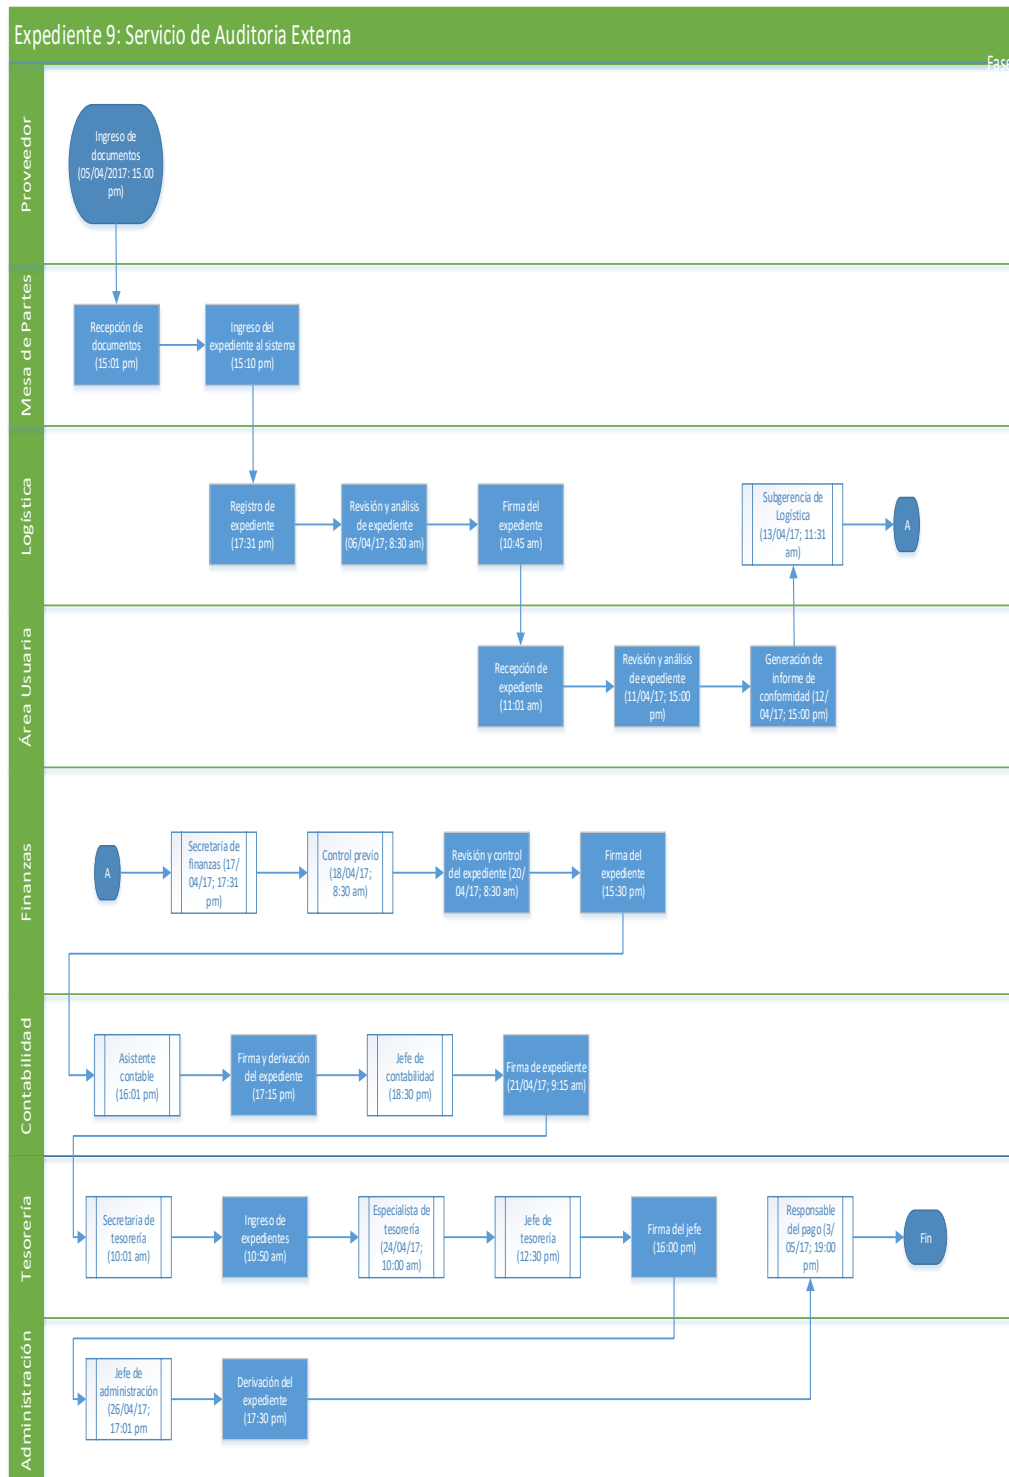 Expediente 9: Servicio de Auditoria Externa
Fase
Proveedor
Ingreso de
documentos
(05/04/2017: 15.00
pm)
Mesa de Partes
Recepción de
documentos
(15:01 pm)
Ingreso del
expediente al sistema
(15:10 pm)
Logística
Registro de
expediente
(17:31 pm)
Revisión y análisis
de expediente
(06/04/17; 8:30 am)
Firma del
expediente
(10:45 am)
Subgerencia de
Logística
(13/04/17; 11:31
am)
A
Área Usuaria
Recepción de
expediente
(11:01 am)
Revisión y análisis
de expediente
(11/04/17; 15:00
pm)
Generación de
informe de
conformidad (12/
04/17; 15:00 pm)
Finanzas
A
Secretaria de
finanzas (17/
04/17; 17:31
pm)
Control previo
(18/04/17;
8:30 am)
Revisión y control
del expediente (20/
04/17; 8:30 am)
Firma del
expediente
(15:30 pm)
Contabilidad
Asistente
contable
(16:01 pm)
Firma y derivación
del expediente
(17:15 pm)
Jefe de
contabilidad
(18:30 pm)
Firma de expediente
(21/04/17; 9:15 am)
Tesorería
Secretaria de
tesorería
(10:01 am)
Ingreso de
expedientes
(10:50 am)
Especialista de
tesorería
(24/04/17;
10:00 am)
Jefe de
tesorería
(12:30 pm)
Firma del jefe
(16:00 pm)
Responsable
del pago (3/
05/17; 19:00
pm)
Fin
Administración
Jefe de
administración
(26/04/17;
17:01 pm
Derivación del
expediente
(17:30 pm)